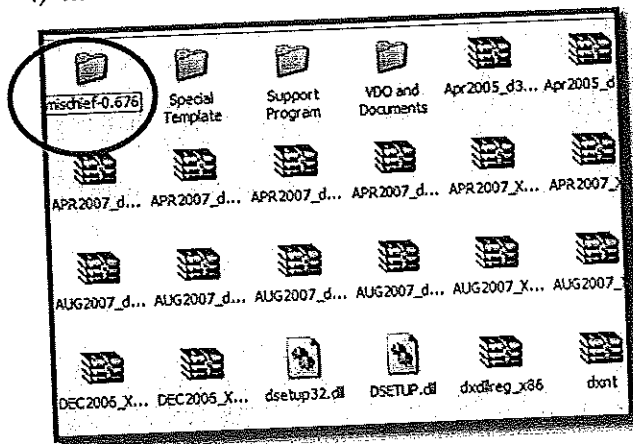 mischief-0.676 Special Template Support Program VDO and Documents Apr2005_d3... Apr2005_d
APR2007_d... APR2007_d... APR2007_d... APR2007_d... APR2007_X... APR2007_X
AUG2007_d... AUG2007_d... AUG2007_d... AUG2007_d... AUG2007_X... AUG2007_
DEC2006_X... DEC2006_X... dsetup32.dll DSETUP.dll dxdllreg_x86 dxnt